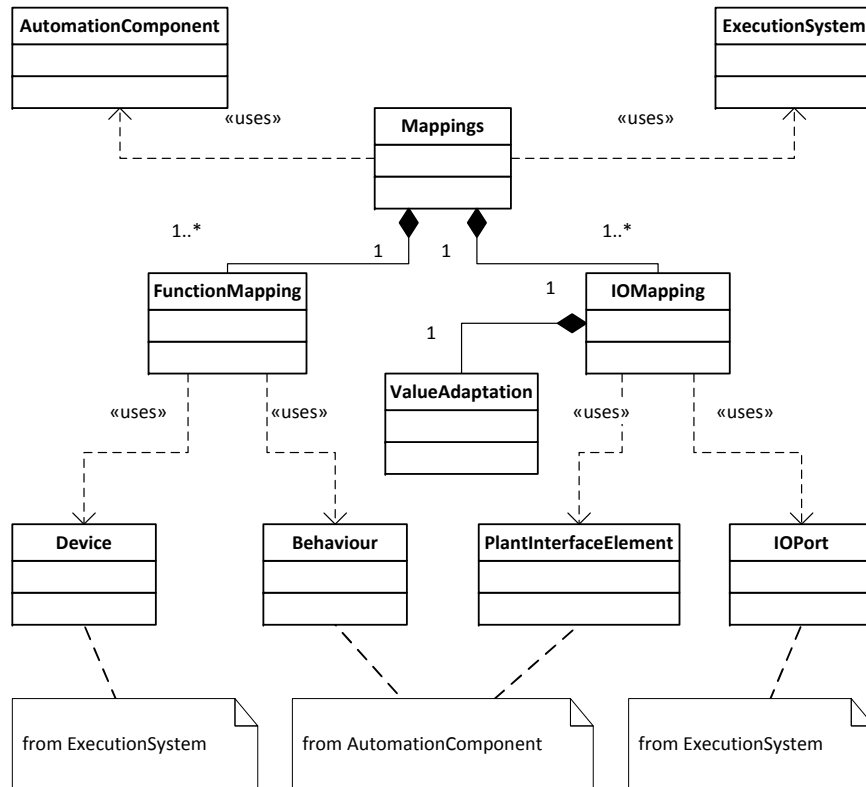 AutomationComponent
ExecutionSystem
«uses»
Mappings
«uses»
1..*
1
1
1..*
FunctionMapping
1
IOMapping
1
ValueAdaptation
«uses»
«uses»
«uses»
«uses»
Device
Behaviour
PlantInterfaceElement
IOPort
from ExecutionSystem
from AutomationComponent
from ExecutionSystem